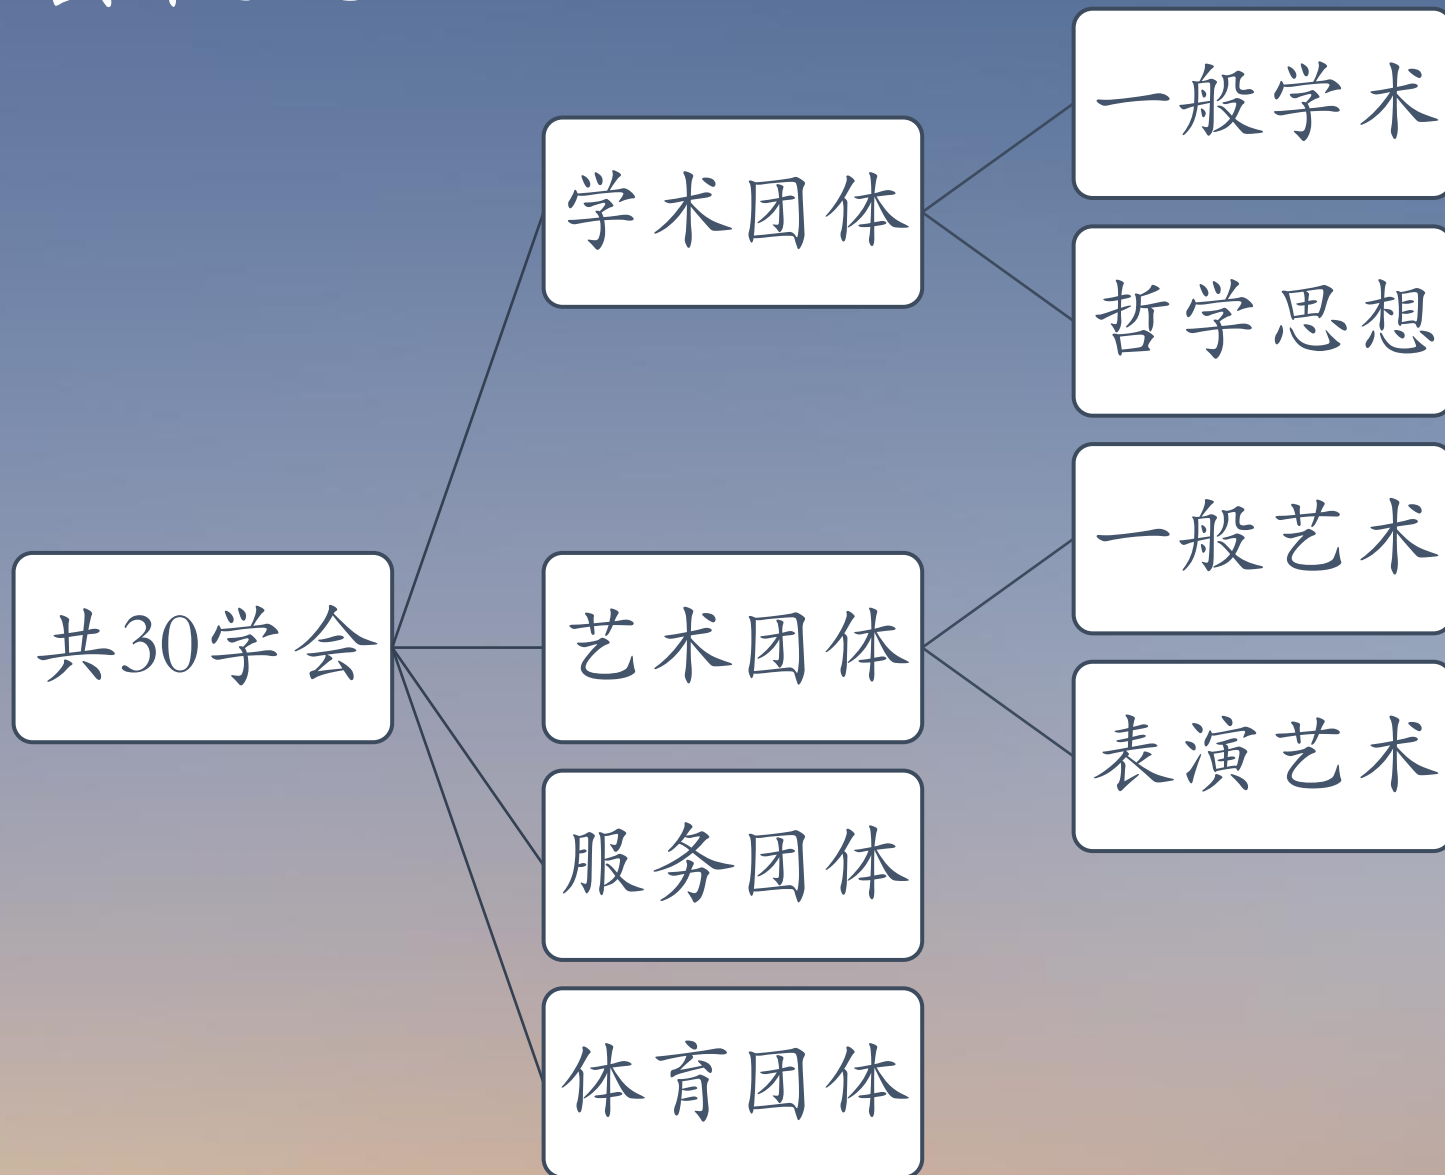 一般学术
学术团体
哲学思想
一般艺术
共30学会
艺术团体
表演艺术
服务团体
体育团体